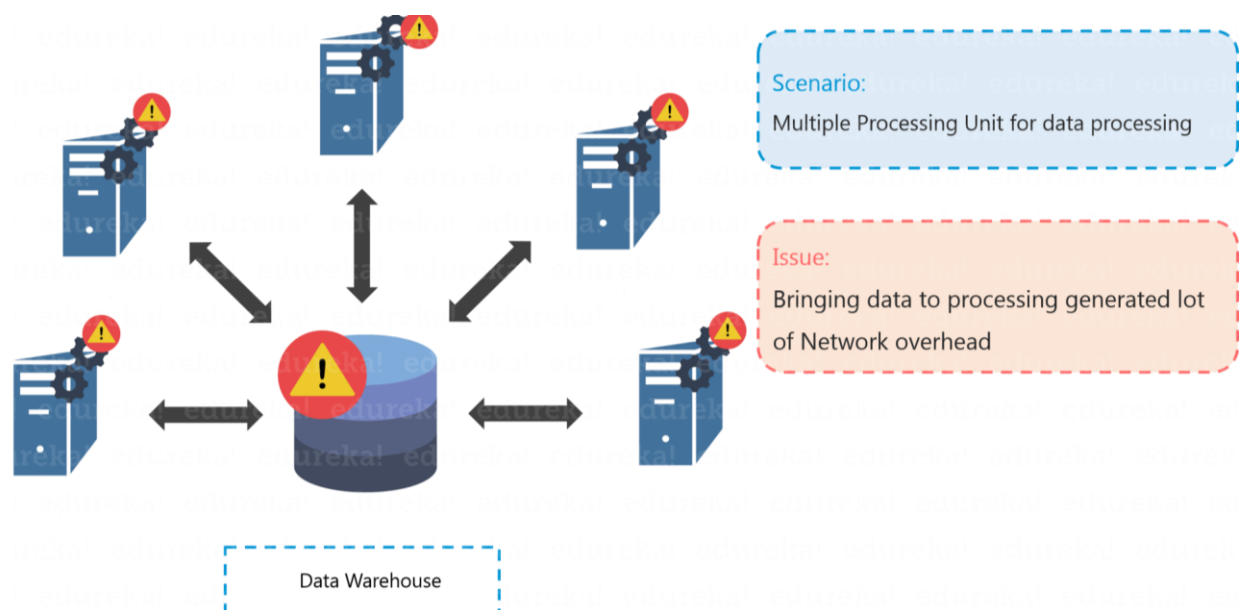 Scenario:
Multiple Processing Unit for data processing
Issue:
Bringing data to processing generated lot
of Network overhead
Data Warehouse
edureka!